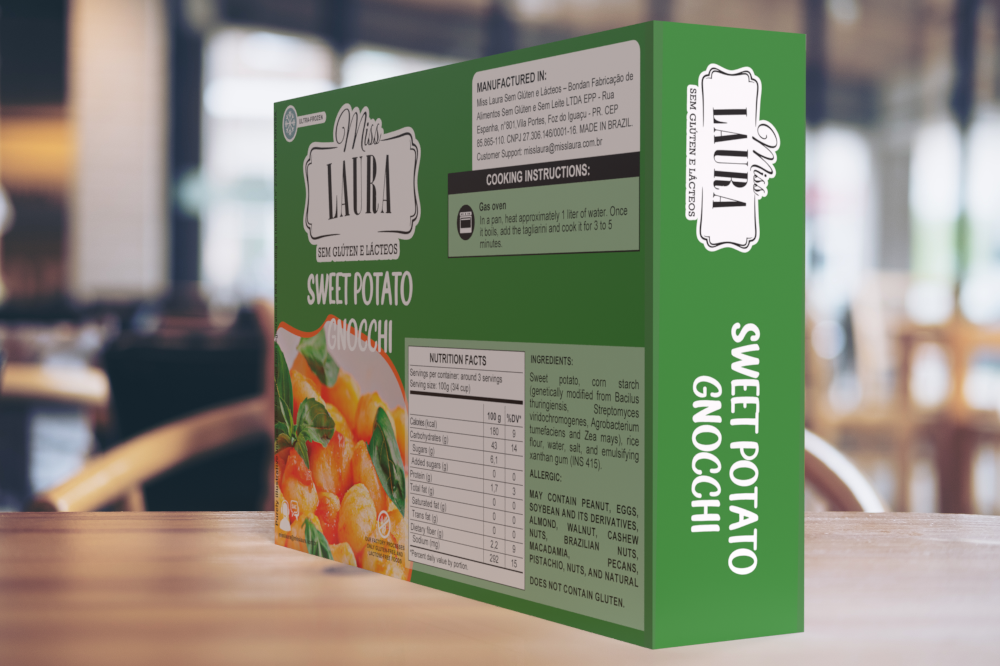 ULTRA-FROZEN
Miss
LAURA
SEM GLÚTEN E LÁCTEOS
SWEET POTATO
GNOCCHI
MANUFACTURED IN:
Miss Laura Sem Glúten e Lácteos – Bondan Fabricação de
Alimentos Sem Glúten e Sem Leite LTDA EPP - Rua
Espanha, n°801, Vila Portes, Foz do Iguaçu - PR. CEP
85.865-110. CNPJ 27.306.146/0001-16. MADE IN BRAZIL.
Customer Support: misslaura@misslaura.com.br
COOKING INSTRUCTIONS:
Gas oven
In a pan, heat approximately 1 liter of water. Once
it boils, add the tagliarini and cook it for 3 to 5
minutes.
NUTRITION FACTS
Servings per container: around 3 servings
Serving size: 100g (3/4 cup)
100 g %DV*
Calories (kcal) 180 9
Carbohydrates (g) 43 14
Sugars (g) 6,1
Added sugars (g) 0 0
Protein (g) 1,7 3
Total fat (g) 0 0
Saturated fat (g) 0 0
Trans fat (g) 0 0
Dietary fiber (g) 2,2 9
Sodium (mg) 292 15
*Percent daily value by portion.
INGREDIENTS:
Sweet potato, corn starch
(genetically modified from Bacilus
thuringiensis, Streptomyces
viridochromogenes, Agrobacterium
tumefaciens and Zea mays), rice
flour, water, salt, and emulsifying
xanthan gum (INS 415).
ALLERGIC:
MAY CONTAIN PEANUT, EGGS,
SOYBEAN AND ITS DERIVATIVES,
ALMOND, WALNUT, CASHEW
NUTS, BRAZILIAN NUTS,
MACADAMIA, PECANS,
PISTACHIO, NUTS, AND NATURAL
DOES NOT CONTAIN GLUTEN.
Miss
LAURA
SEM GLÚTEN E LÁCTEOS
SWEET POTATO
GNOCCHI